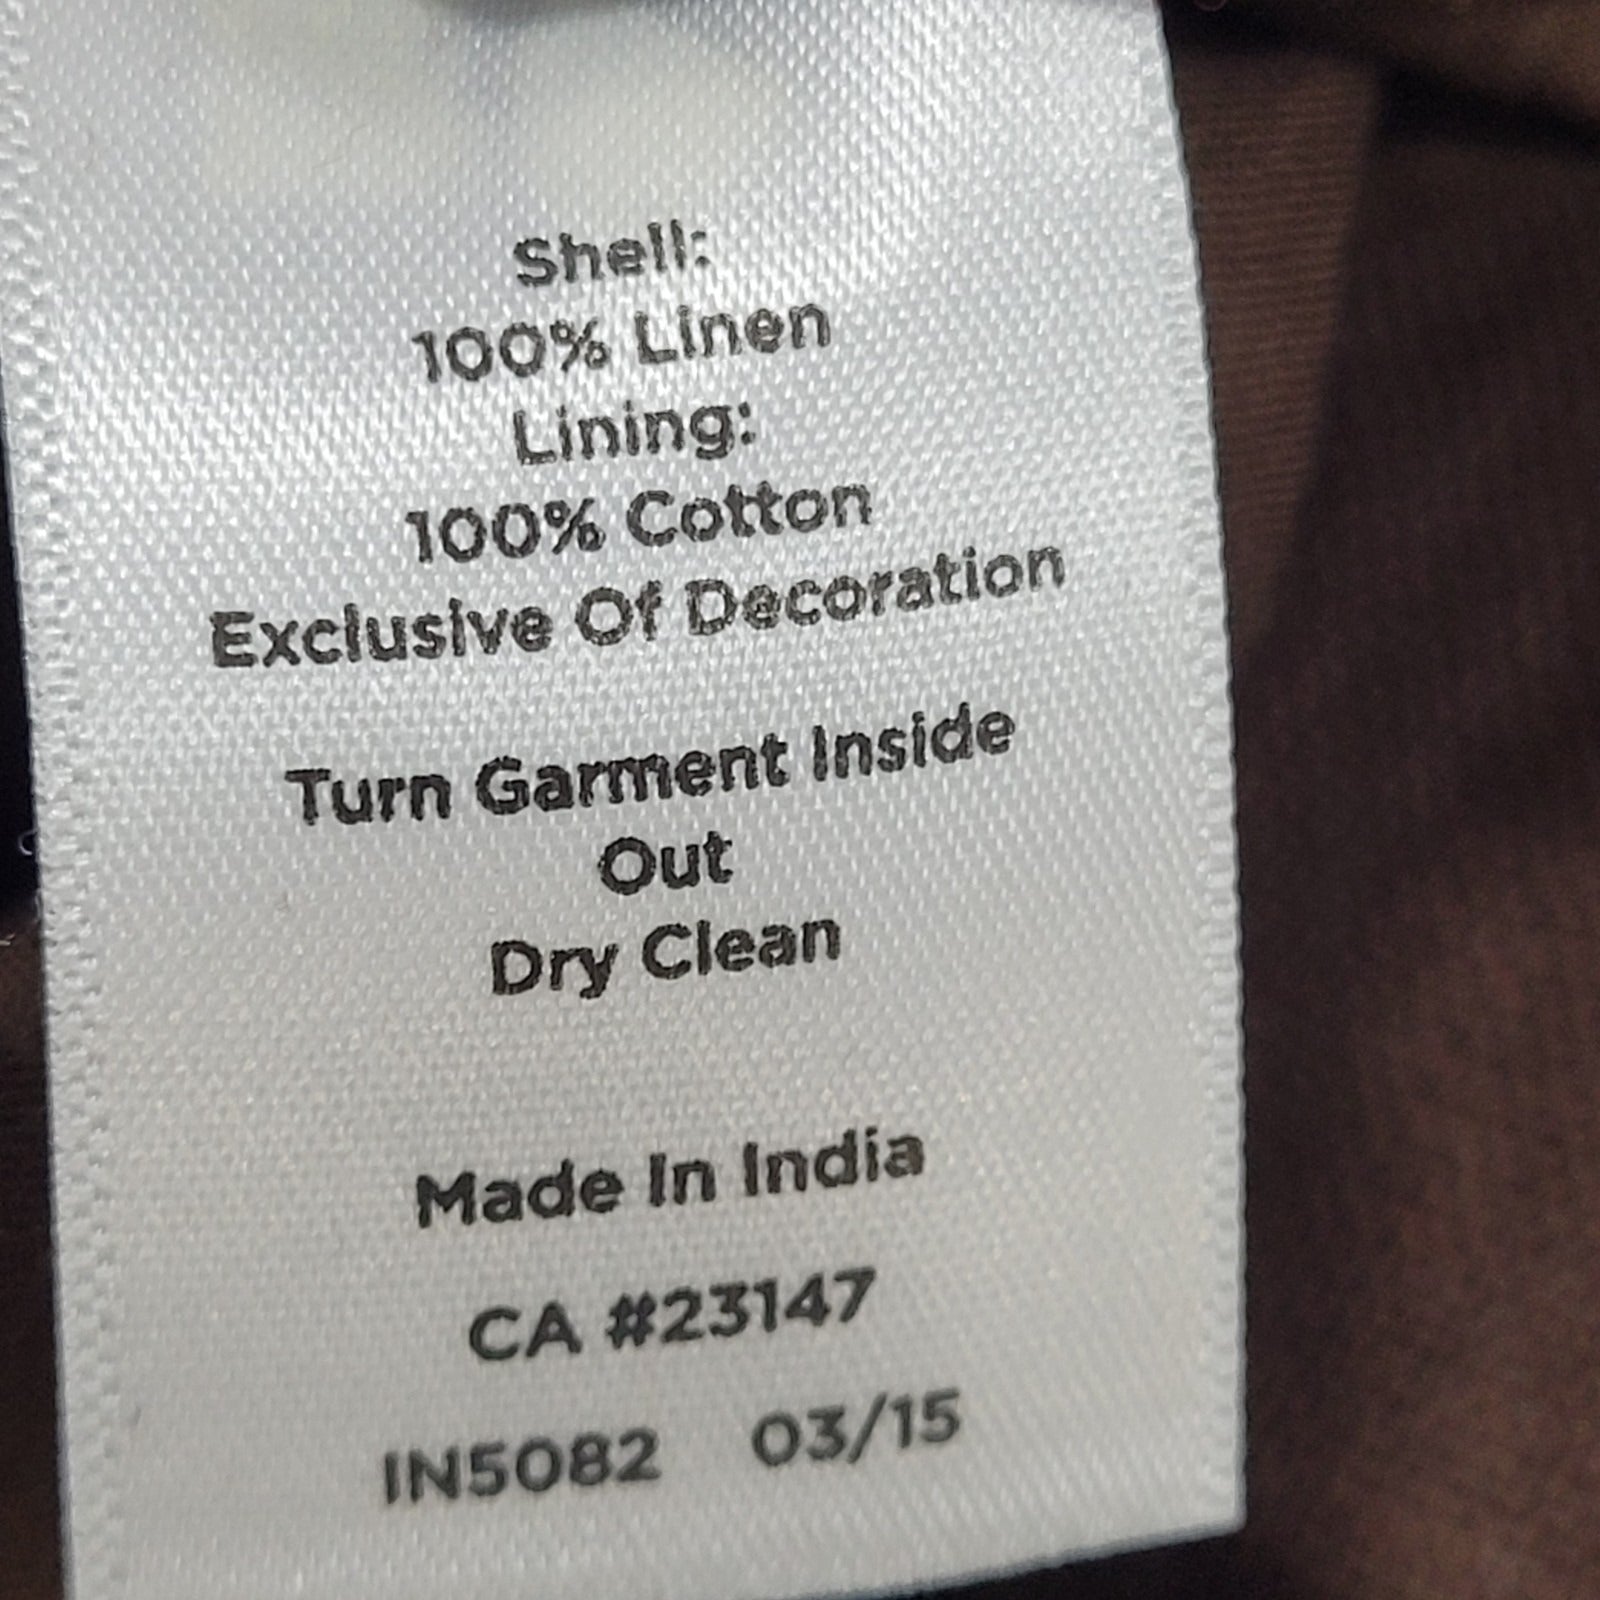 Shell:
100% Linen
Lining:
100% Cotton
Exclusive Of Decoration
Turn Garment Inside
Out
Dry Clean
Made In India
CA #23147
IN5082 03/15